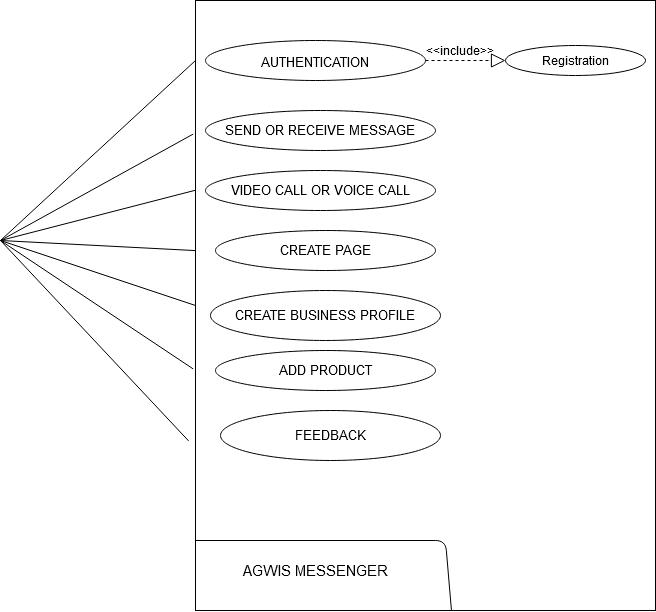 <<include>>
AUTHENTICATION
Registration
SEND OR RECEIVE MESSAGE
VIDEO CALL OR VOICE CALL
CREATE PAGE
CREATE BUSINESS PROFILE
ADD PRODUCT
FEEDBACK
AGWIS MESSENGER